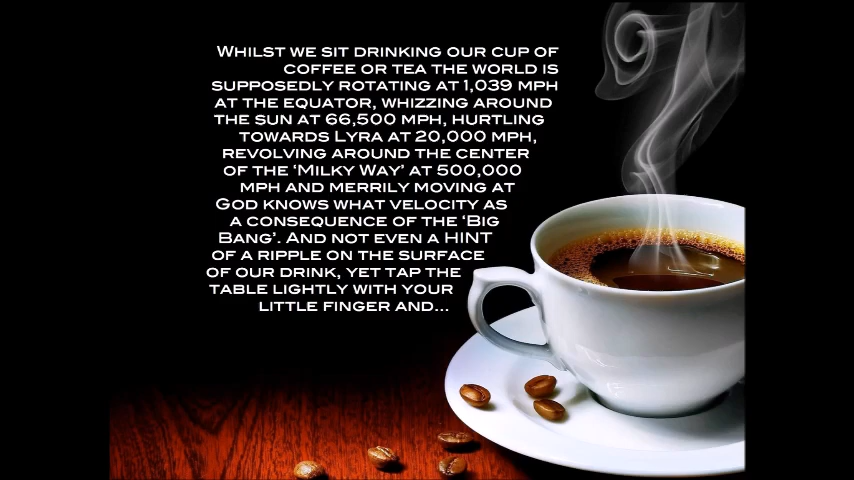 Whilst we sit drinking our cup of
coffee or tea the world is
supposedly rotating at 1,039 mph
at the equator, whizzing around
the sun at 66,500 mph, hurtling
towards Lyra at 20,000 mph,
revolving around the center
of the ‘Milky Way’ at 500,000
mph and merrily moving at
God knows what velocity as
a consequence of the ‘Big
Bang’. And not even a HINT
of a ripple on the surface
of our drink, yet tap the
table lightly with your
little finger and...